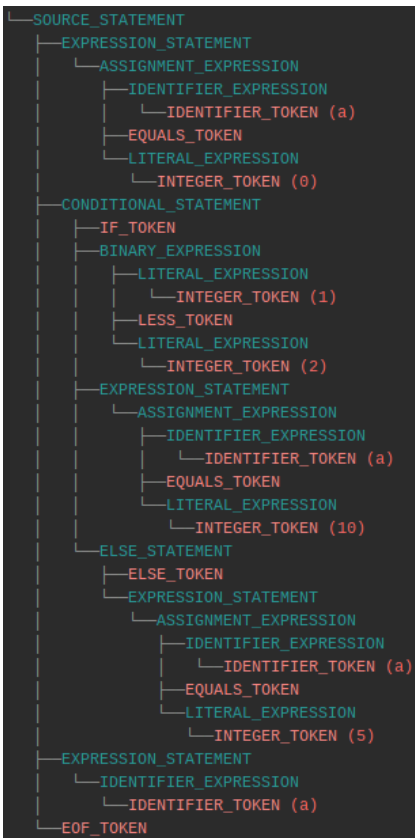 SOURCE_STATEMENT
EXPRESSION_STATEMENT
ASSIGNMENT_EXPRESSION
IDENTIFIER_EXPRESSION
IDENTIFIER_TOKEN (a)
EQUALS_TOKEN
LITERAL_EXPRESSION
INTEGER_TOKEN (0)
CONDITIONAL_STATEMENT
IF_TOKEN
BINARY_EXPRESSION
LITERAL_EXPRESSION
INTEGER_TOKEN (1)
LESS_TOKEN
LITERAL_EXPRESSION
INTEGER_TOKEN (2)
EXPRESSION_STATEMENT
ASSIGNMENT_EXPRESSION
IDENTIFIER_EXPRESSION
IDENTIFIER_TOKEN (a)
EQUALS_TOKEN
LITERAL_EXPRESSION
INTEGER_TOKEN (10)
ELSE_STATEMENT
ELSE_TOKEN
EXPRESSION_STATEMENT
ASSIGNMENT_EXPRESSION
IDENTIFIER_EXPRESSION
IDENTIFIER_TOKEN (a)
EQUALS_TOKEN
LITERAL_EXPRESSION
INTEGER_TOKEN (5)
EXPRESSION_STATEMENT
IDENTIFIER_EXPRESSION
IDENTIFIER_TOKEN (a)
EOF_TOKEN